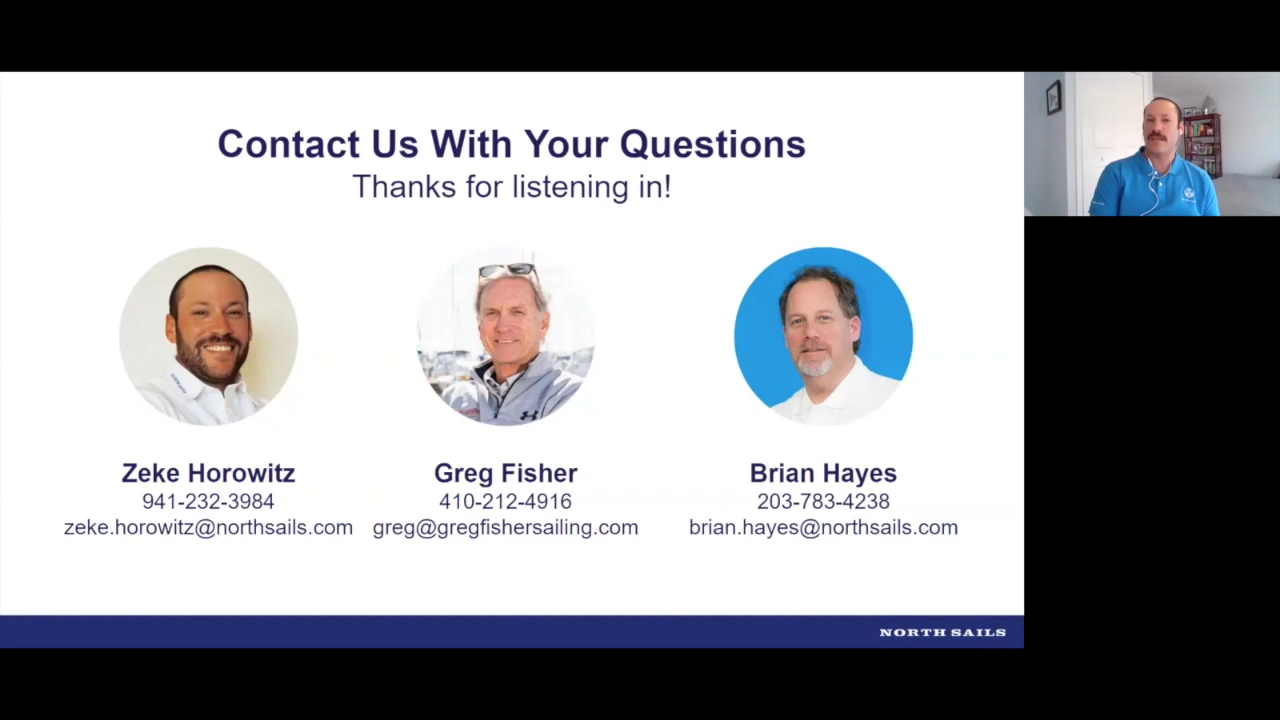 Contact Us With Your Questions
Thanks for listening in!
Zeke Horowitz
941-232-3984
zeke.horowitz@northsails.com
Greg Fisher
410-212-4916
greg@gregfishersailing.com
Brian Hayes
203-783-4238
brian.hayes@northsails.com
NORTH SAILS